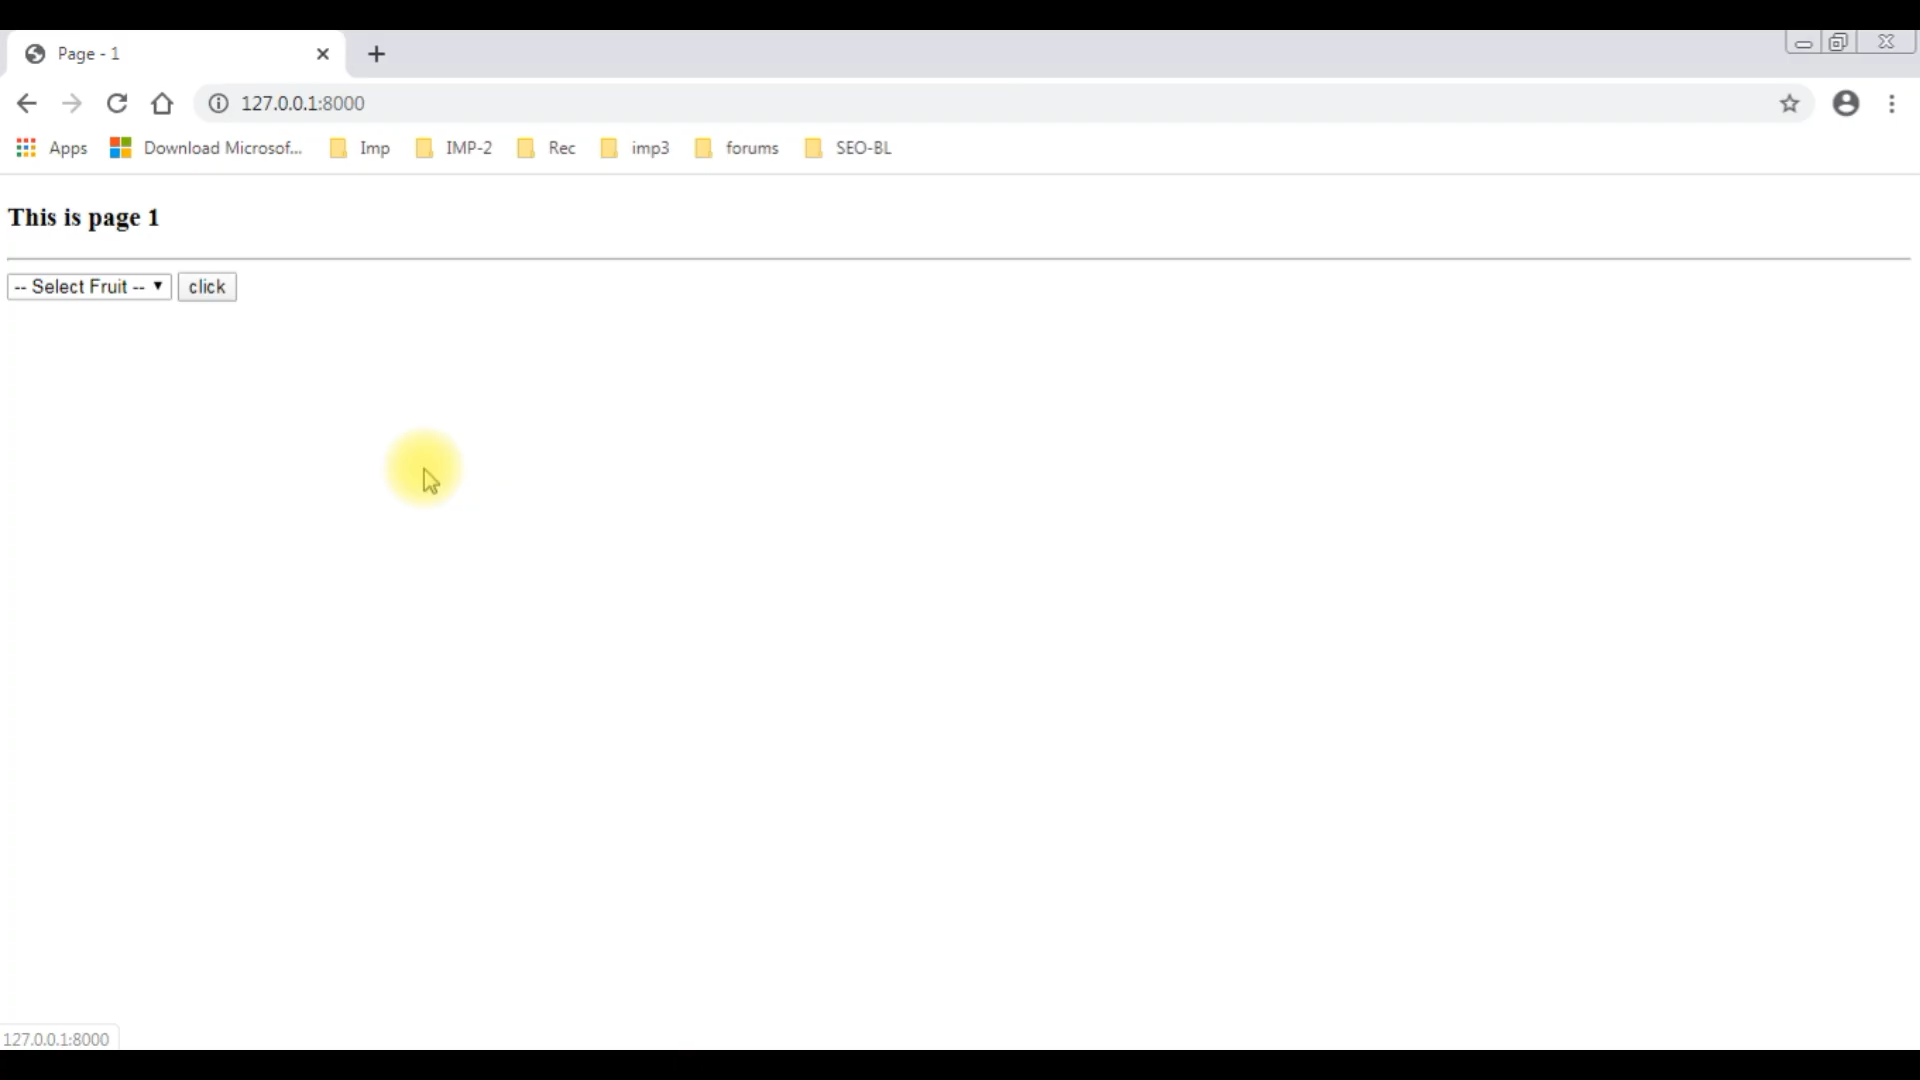 Page - 1
127.0.0.1:8000
Apps Download Microsof... Imp IMP-2 Rec imp3 forums SEO-BL
This is page 1
-- Select Fruit -- click
127.0.0.1:8000